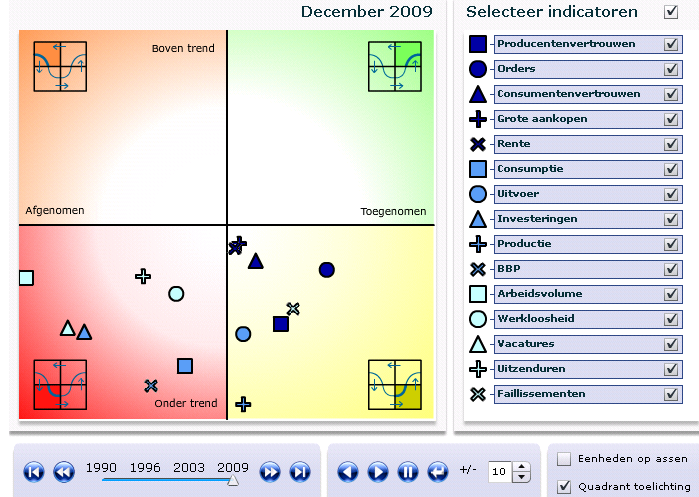 December 2009
Selecteer indicatoren
Boven trend
Afgenomen
Toegenomen
Onder trend
Producentenvertrouwen
Orders
Consumentenvertrouwen
Grote aankopen
Rente
Consumptie
Uitvoer
Investeringen
Productie
BBP
Arbeidsvolume
Werkloosheid
Vacatures
Uitzenduren
Faillissementen
1990 1996 2003 2009
+/- 10
Eenheden op assen
Quadrant toelichting